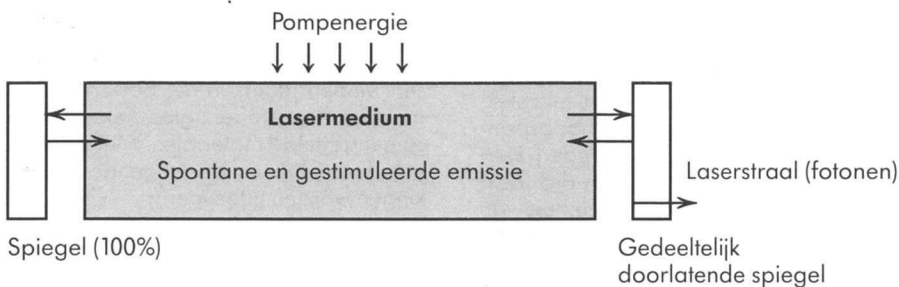 Pompenergie
Lasermedium
Spontane en gestimuleerde emissie
Laserstraal (fotonen)
Spiegel (100%)
Gedeeltelijk
doorlatende spiegel